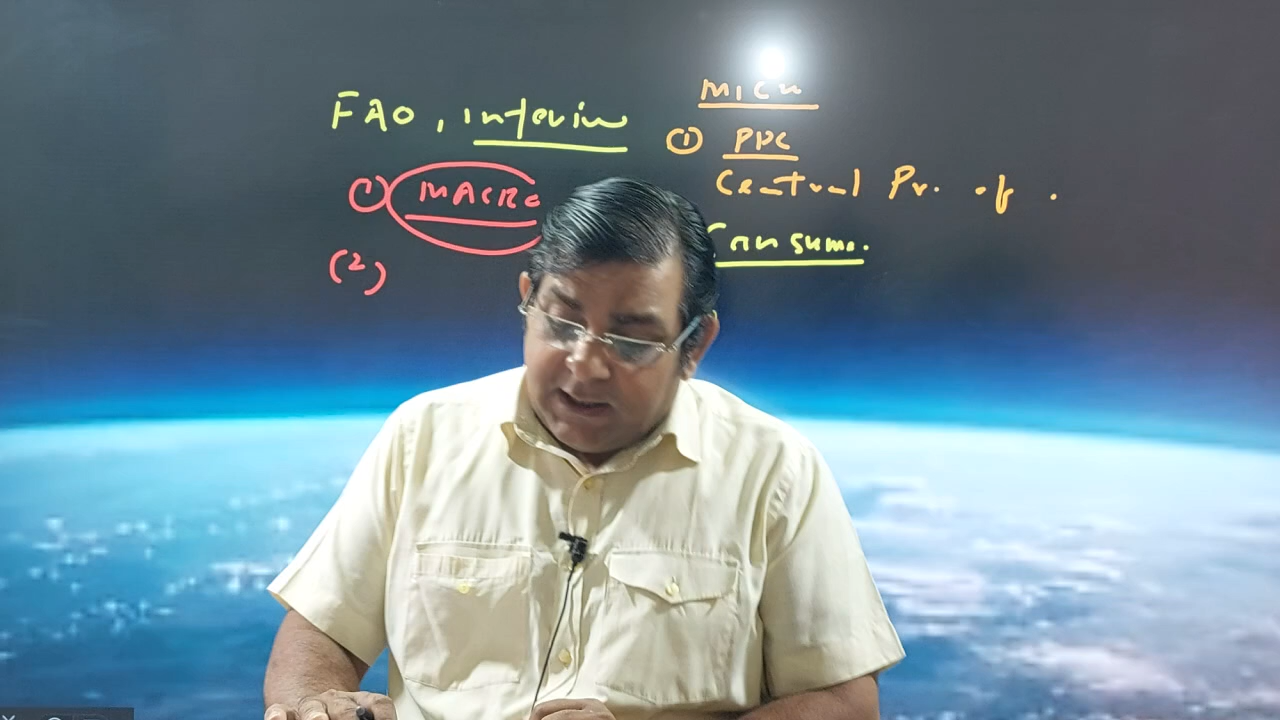 FAO, Interview
(1) MACRO
(2)
Micro
① PPC
Central Pr. of .
Consume.